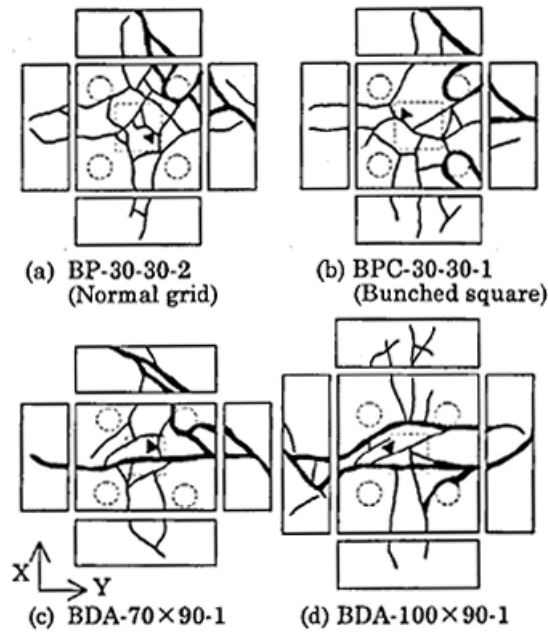 (a) BP-30-30-2
(Normal grid)
(b) BPC-30-30-1
(Bunched square)
X
Y
(c) BDA-70×90-1
(d) BDA-100×90-1